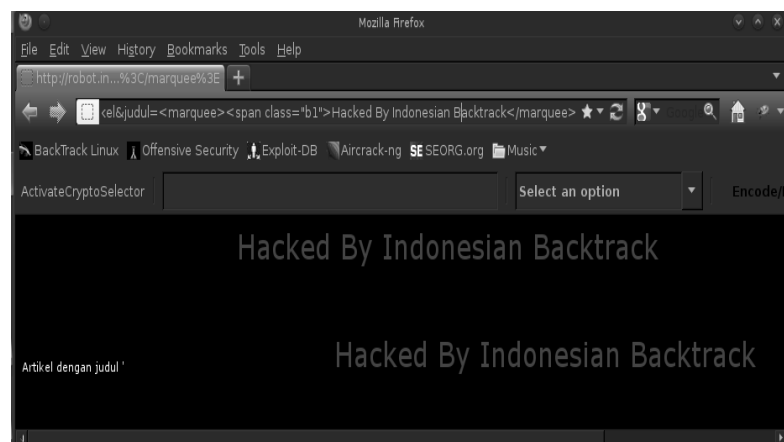 Mozilla Firefox
File Edit View History Bookmarks Tools Help
http://robot.in...%3C/marquee%3E
<el&judul=<marquee><span class="b1">Hacked By Indonesian Backtrack</marquee>
BackTrack Linux Offensive Security Exploit-DB Aircrack-ng SE SEORG.org Music
ActivateCryptoSelector Select an option
Hacked By Indonesian Backtrack
Hacked By Indonesian Backtrack
Artikel dengan judul '